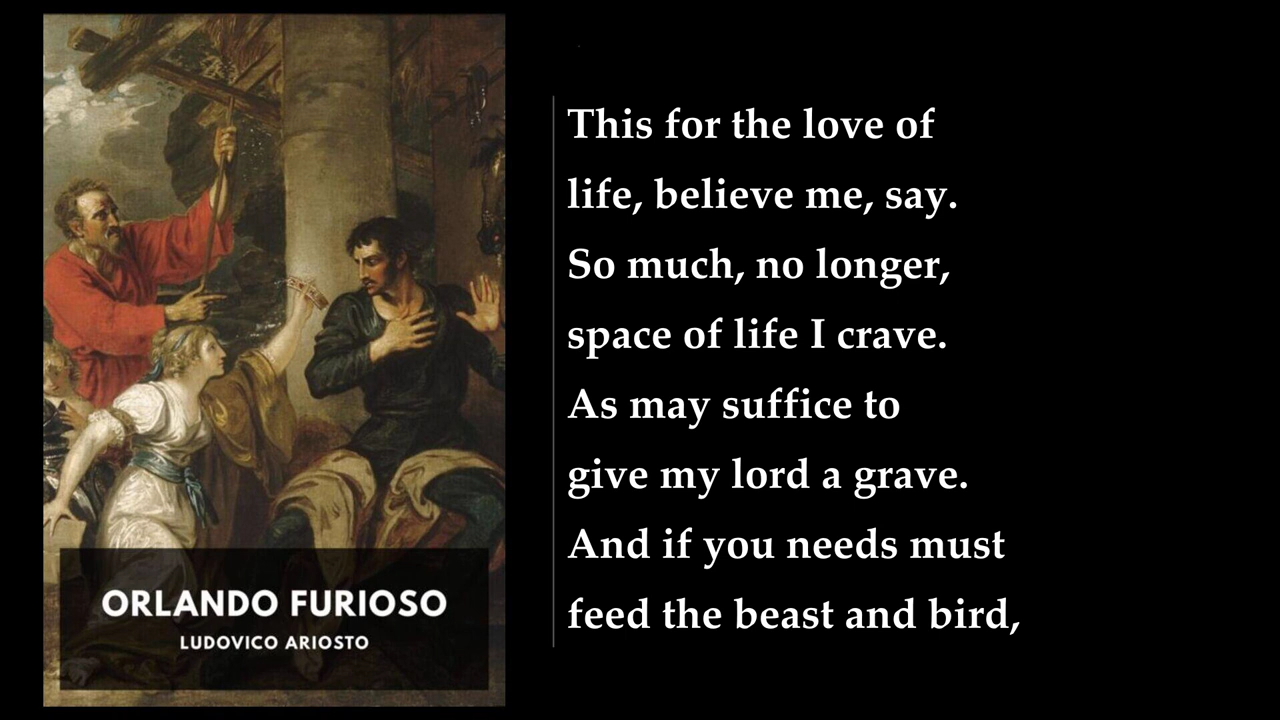 ORLANDO FURIOSO
LUDOVICO ARIOSTO
This for the love of
life, believe me, say.
So much, no longer,
space of life I crave.
As may suffice to
give my lord a grave.
And if you needs must
feed the beast and bird,